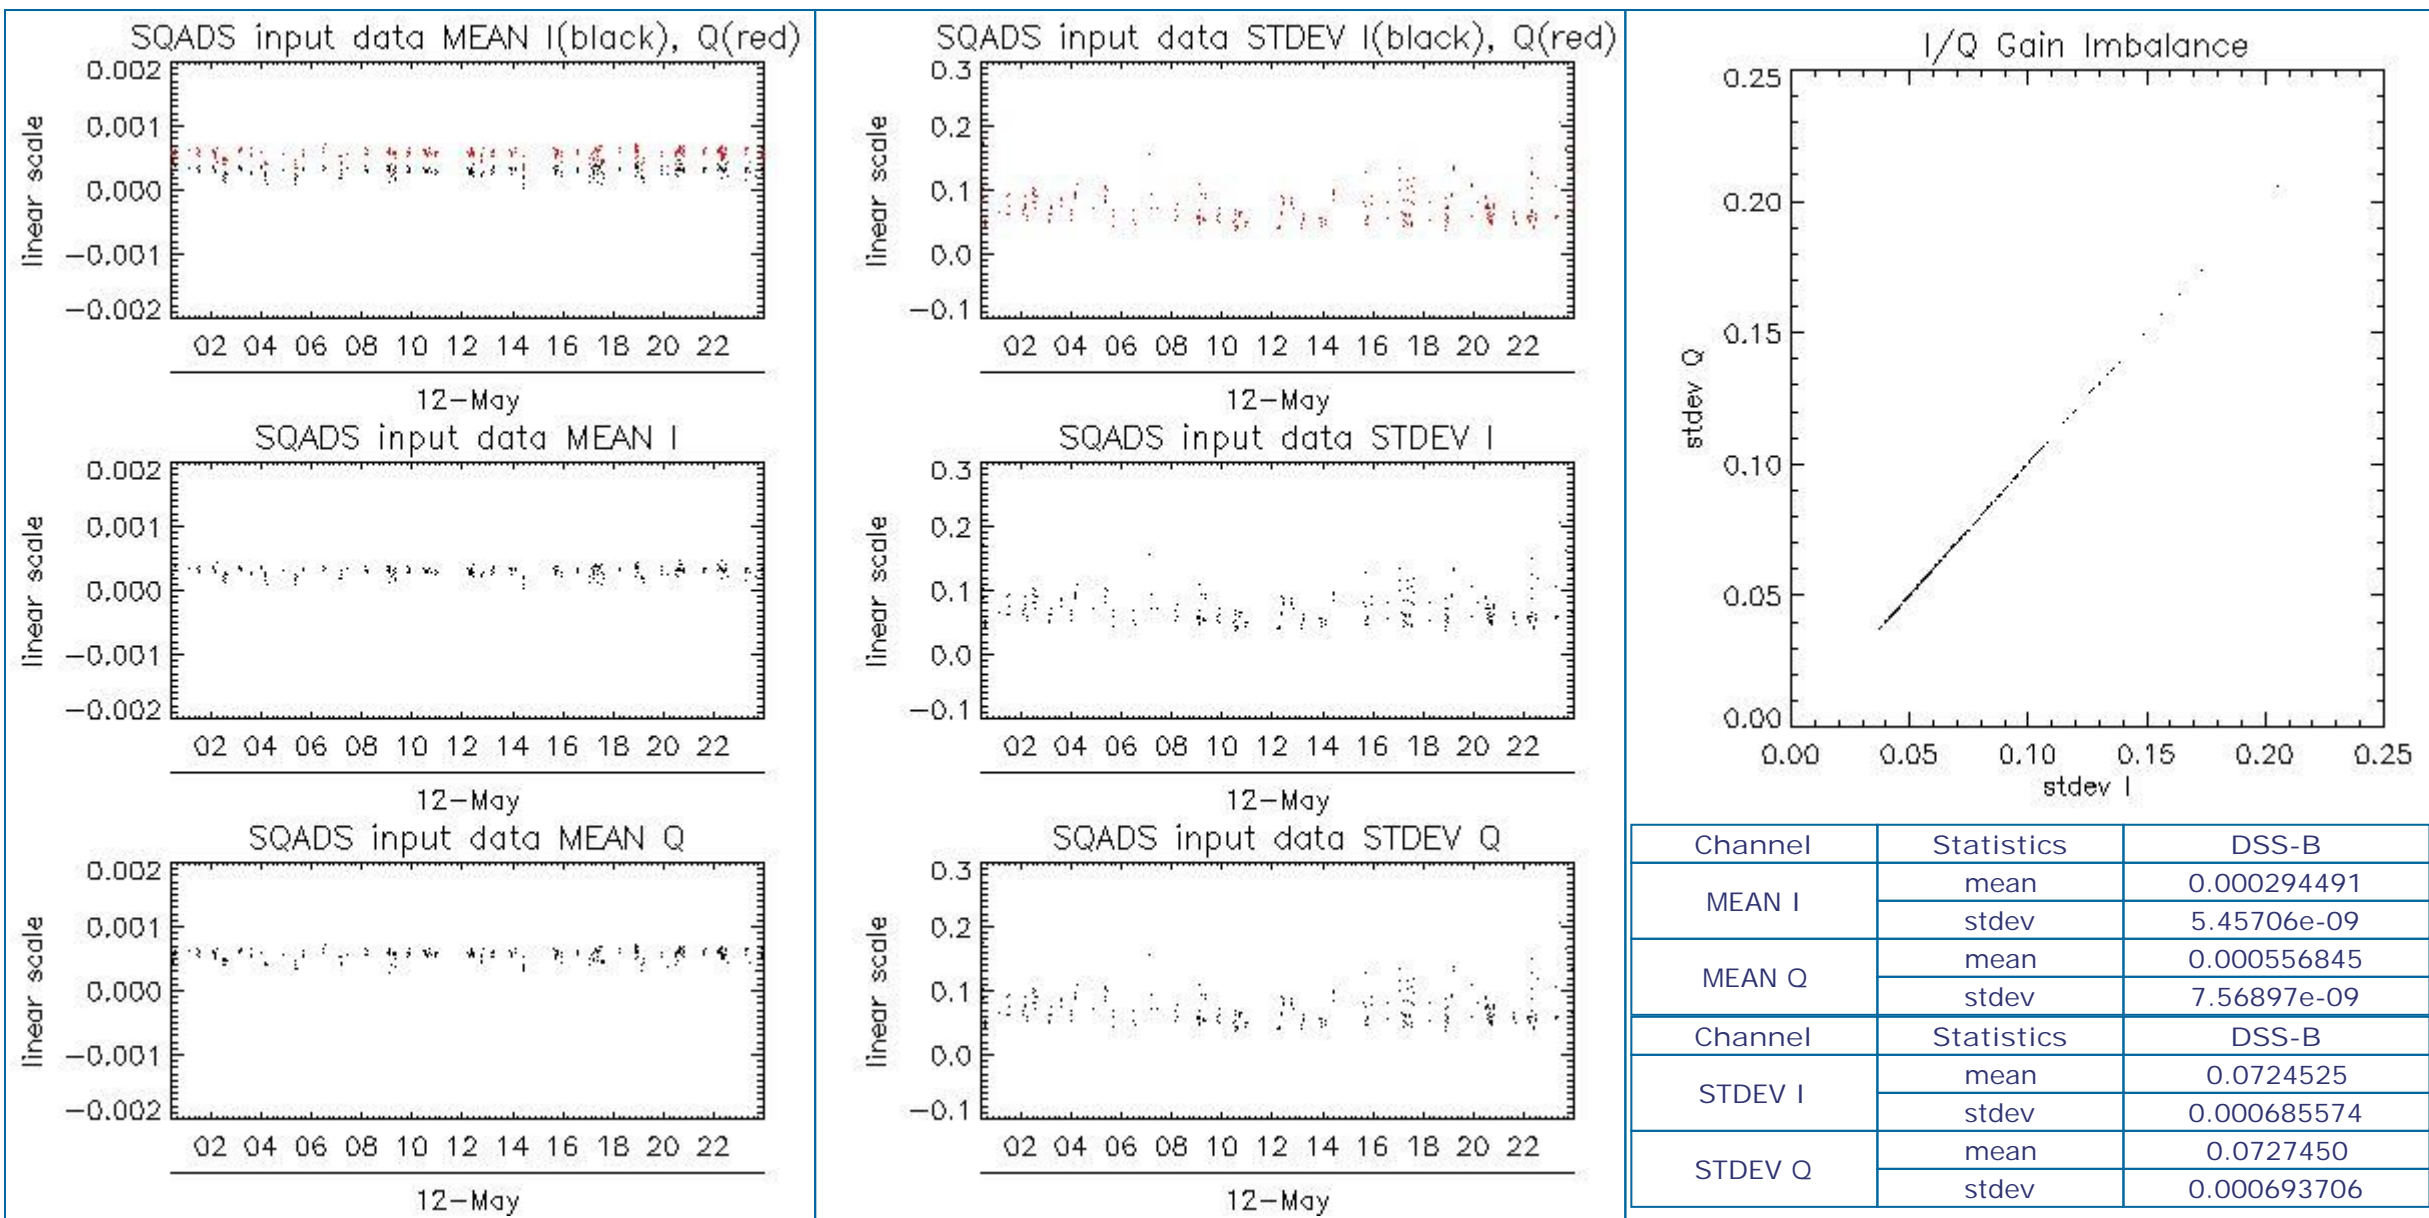 SQADS input data MEAN I(black), Q(red)
0.002
0.001
0.000
−0.001
−0.002
linear scale
02 04 06 08 10 12 14 16 18 20 22
12−May
SQADS input data MEAN I
0.002
0.001
0.000
−0.001
−0.002
linear scale
02 04 06 08 10 12 14 16 18 20 22
12−May
SQADS input data MEAN Q
0.002
0.001
0.000
−0.001
−0.002
linear scale
02 04 06 08 10 12 14 16 18 20 22
12−May
SQADS input data STDEV I(black), Q(red)
0.3
0.2
0.1
0.0
−0.1
linear scale
02 04 06 08 10 12 14 16 18 20 22
12−May
SQADS input data STDEV I
0.3
0.2
0.1
0.0
−0.1
linear scale
02 04 06 08 10 12 14 16 18 20 22
12−May
SQADS input data STDEV Q
0.3
0.2
0.1
0.0
−0.1
linear scale
02 04 06 08 10 12 14 16 18 20 22
12−May
I/Q Gain Imbalance
0.25
0.20
0.15
0.10
0.05
0.00
stdev Q
0.00 0.05 0.10 0.15 0.20 0.25
stdev I
Channel Statistics DSS-B
MEAN I mean 0.000294491
stdev 5.45706e-09
MEAN Q mean 0.000556845
stdev 7.56897e-09
Channel Statistics DSS-B
STDEV I mean 0.0724525
stdev 0.000685574
STDEV Q mean 0.0727450
stdev 0.000693706